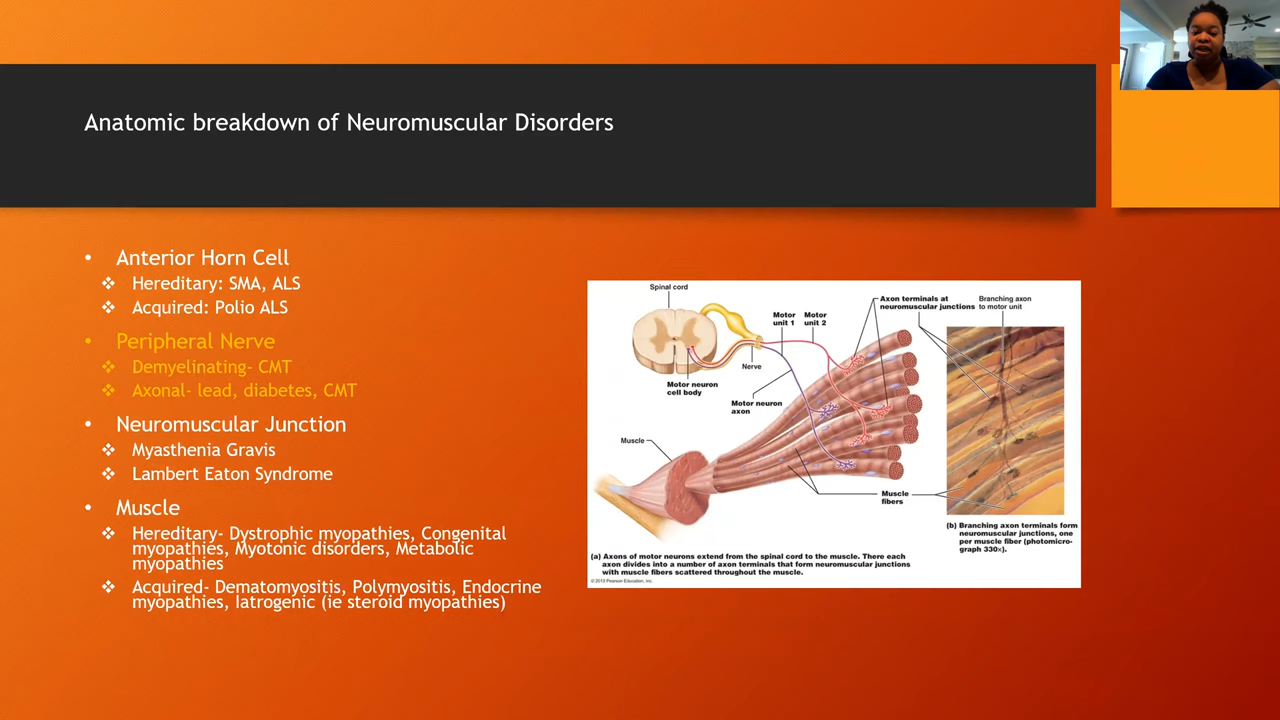 Anatomic breakdown of Neuromuscular Disorders
• Anterior Horn Cell
❖ Hereditary: SMA, ALS
❖ Acquired: Polio ALS
• Peripheral Nerve
❖ Demyelinating- CMT
❖ Axonal- lead, diabetes, CMT
• Neuromuscular Junction
❖ Myasthenia Gravis
❖ Lambert Eaton Syndrome
• Muscle
❖ Hereditary- Dystrophic myopathies, Congenital
myopathies, Myotonic disorders, Metabolic
myopathies
❖ Acquired- Dematomyositis, Polymyositis, Endocrine
myopathies, Iatrogenic (ie steroid myopathies)
Spinal cord
Motor
unit 1
Motor
unit 2
Axon terminals at
neuromuscular junctions
Branching axon
to motor unit
Nerve
Motor neuron
cell body
Motor neuron
axon
Muscle
Muscle
fibers
(a) Axons of motor neurons extend from the spinal cord to the muscle. There each
axon divides into a number of axon terminals that form neuromuscular junctions
with muscle fibers scattered throughout the muscle.
© 2013 Pearson Education, Inc.
(b) Branching axon terminals form
neuromuscular junctions, one
per muscle fiber (photomicro-
graph 330x).